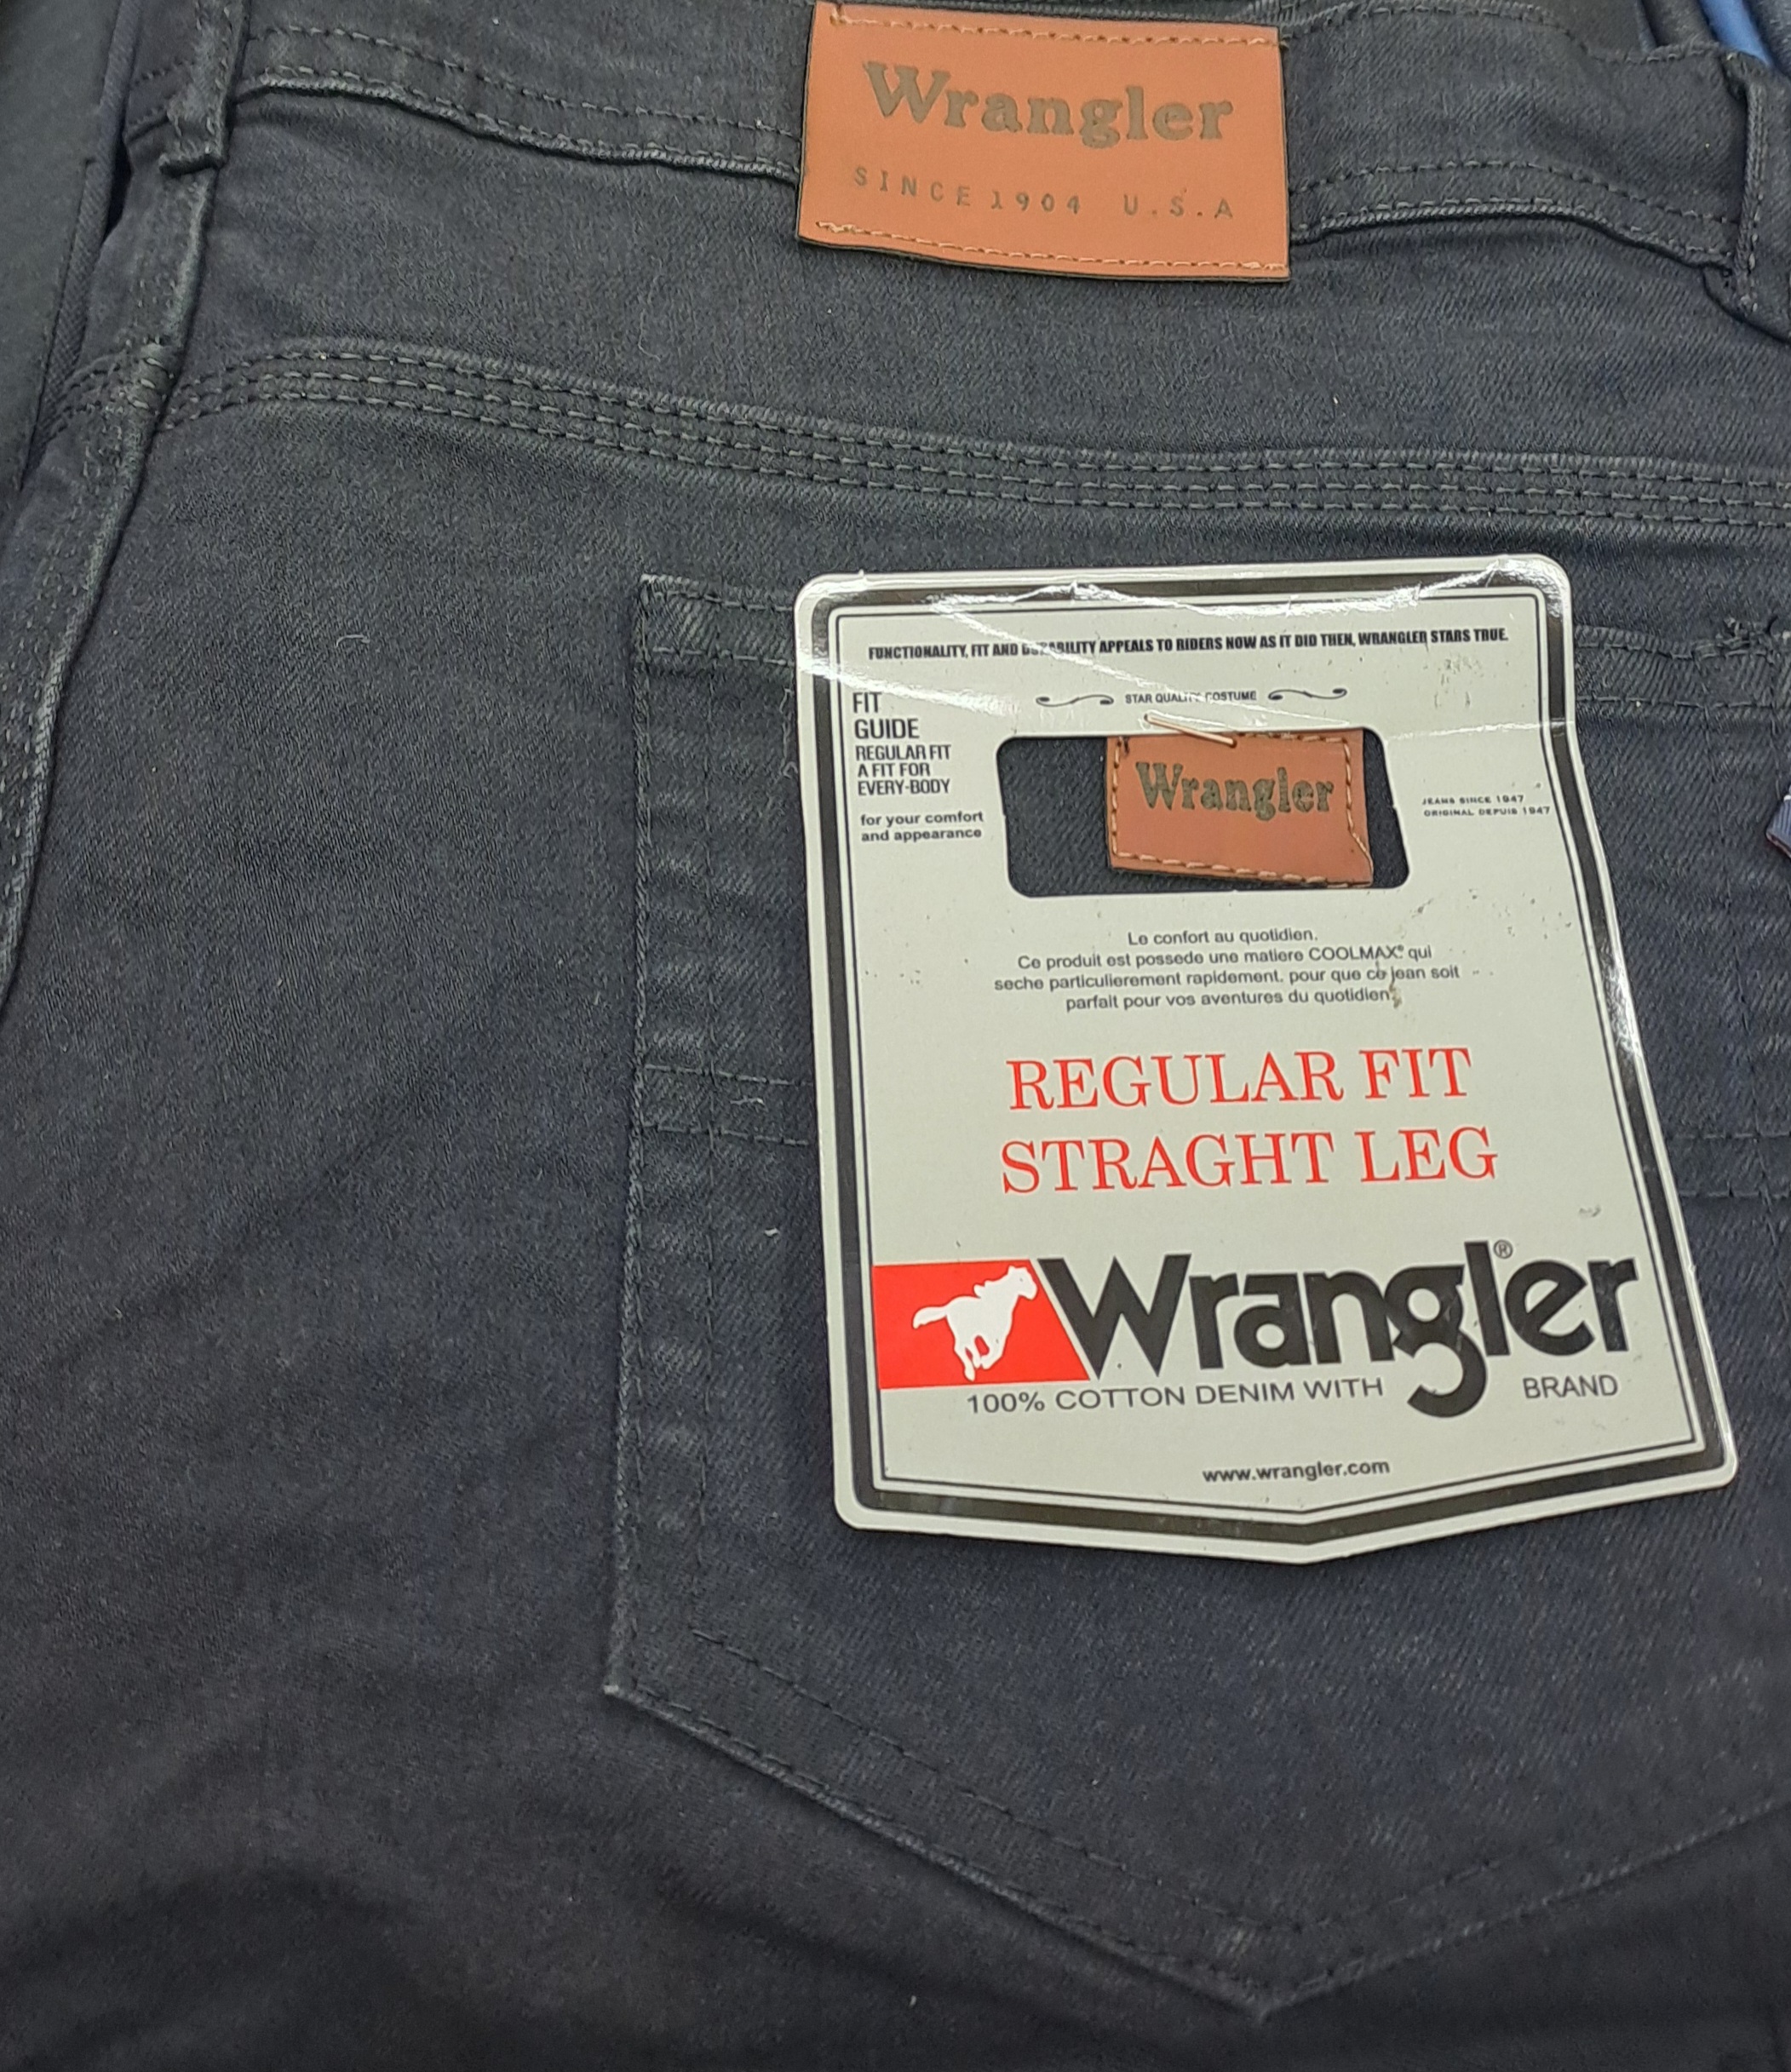 Wrangler
SINCE 1904 U.S.A
FUNCTIONALITY, FIT AND DURABILITY APPEALS TO RIDERS NOW AS IT DID THEN, WRANGLER STARS TRUE.
STAR QUALITY COSTUME
FIT
GUIDE
REGULAR FIT
A FIT FOR
EVERY-BODY
for your comfort
and appearance
Wrangler
JEANS SINCE 1947
ORIGINAL DEPUIS 1947
Le confort au quotidien.
Ce produit est possede une matiere COOLMAX® qui
seche particulierement rapidement. pour que ce jean soit
parfait pour vos aventures du quotidien.
REGULAR FIT
STRAGHT LEG
Wrangler®
100% COTTON DENIM WITH BRAND
www.wrangler.com